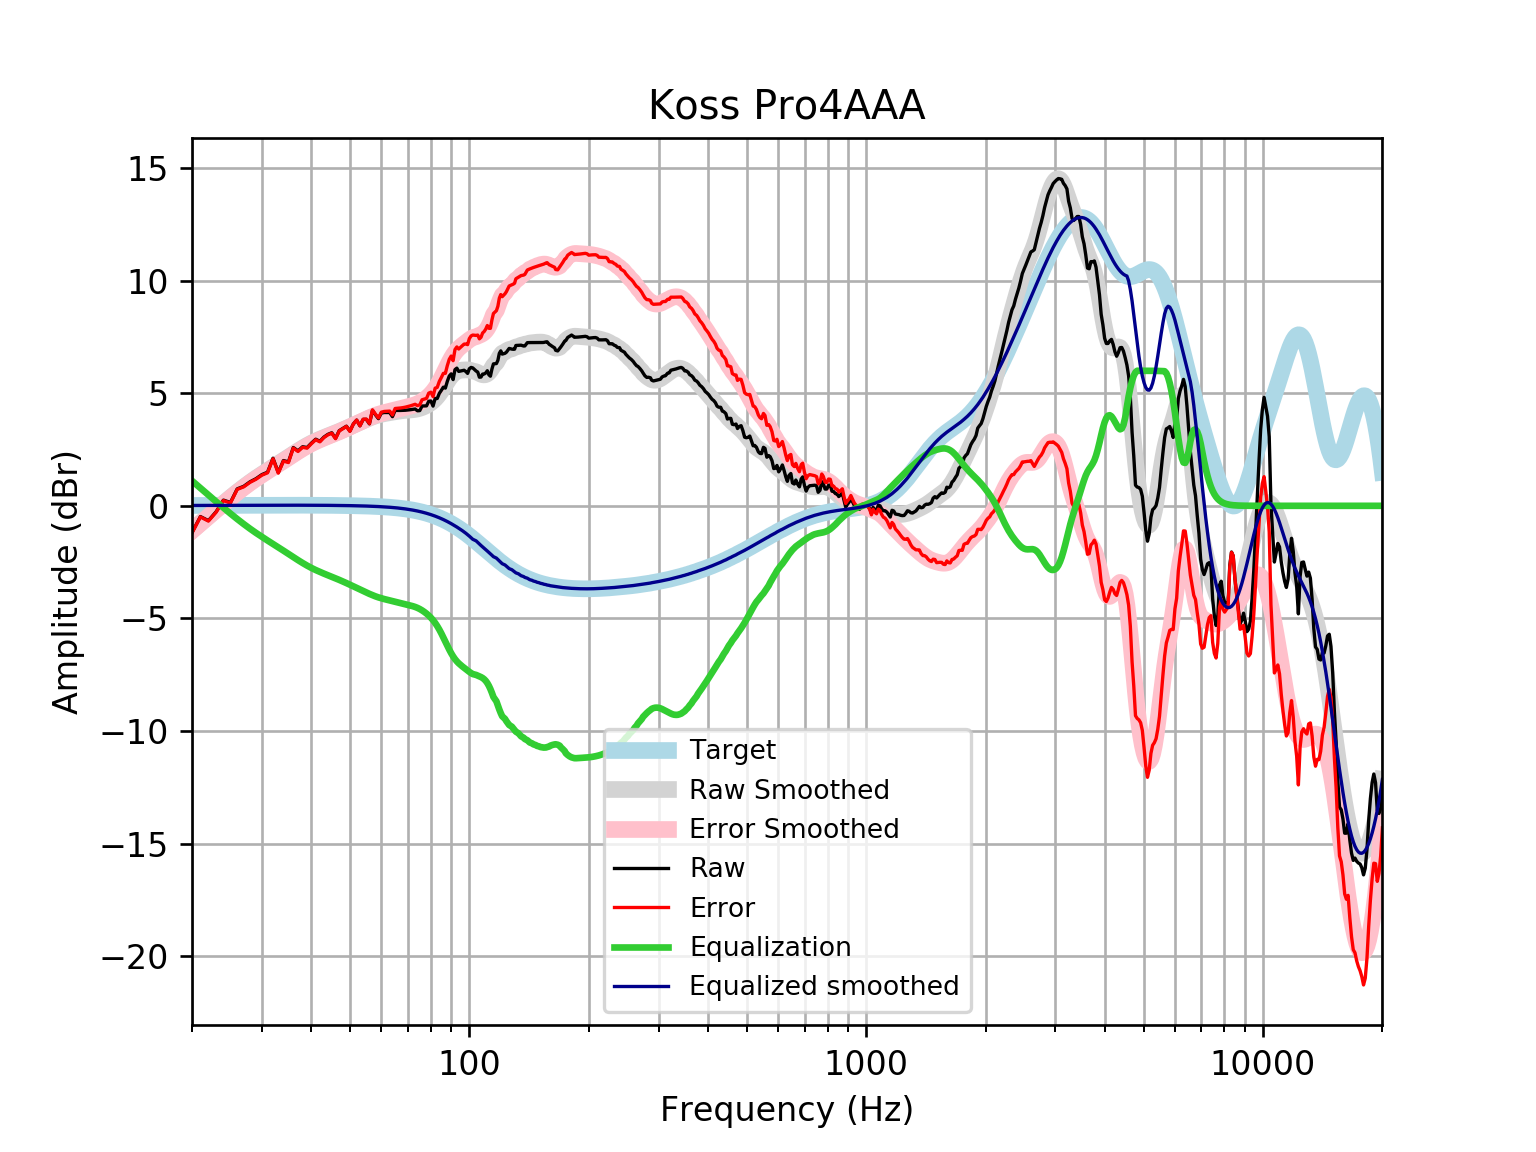 Koss Pro4AAA
Amplitude (dBr)
15
10
5
0
−5
−10
−15
−20
Target
Raw Smoothed
Error Smoothed
Raw
Error
Equalization
Equalized smoothed
100 1000 10000
Frequency (Hz)